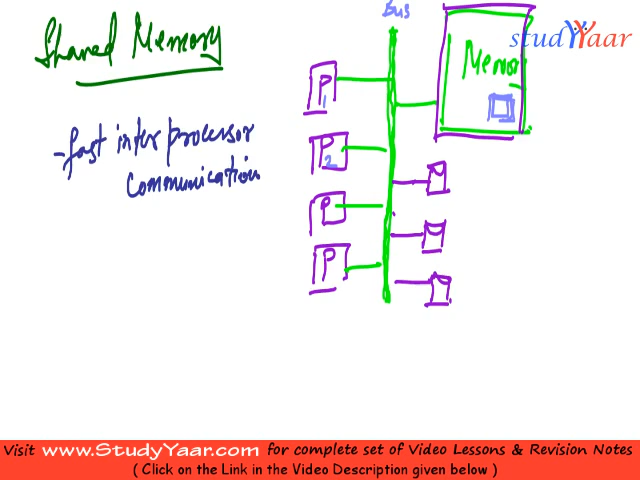 Shared Memory
Bus
studYYaar
Memory
P1
- fast inter processor
communication
P2
P
P
Visit www.StudyYaar.com for complete set of Video Lessons & Revision Notes
( Click on the Link in the Video Description given below )